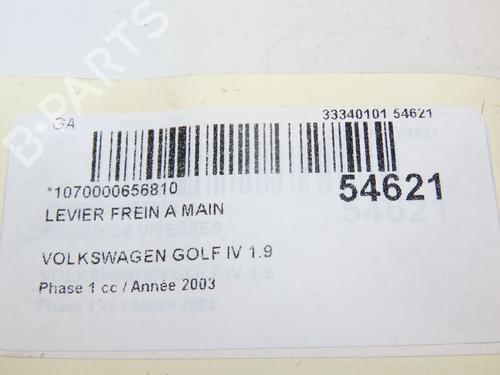 B-PARTS
GA
33340101 54621
*1070000656810
54621
LEVIER FREIN A MAIN
VOLKSWAGEN GOLF IV 1.9
Phase 1 cc / Année 2003